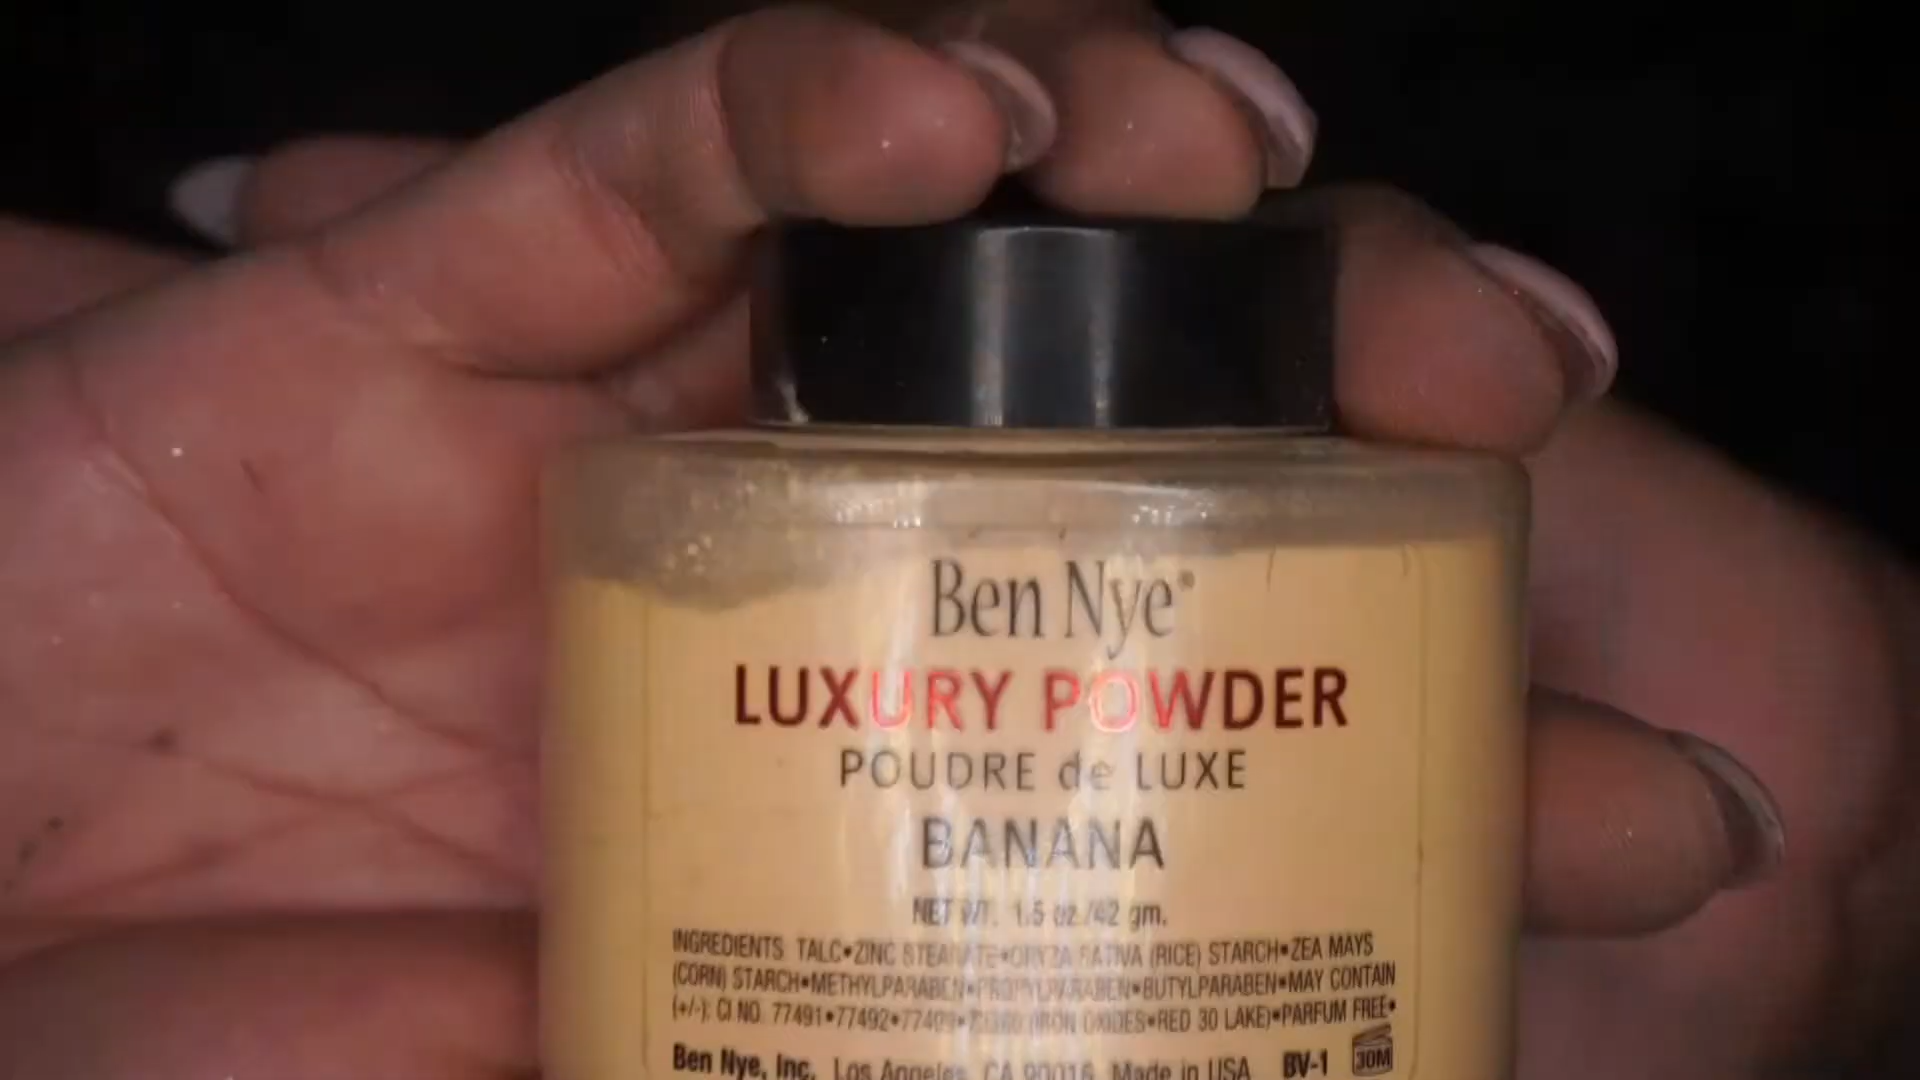 Ben Nye®
LUXURY POWDER
POUDRE de LUXE
BANANA
NET WT. 1.5 oz./42 gm.
INGREDIENTS: TALC•ZINC STEARATE•ORYZA SATIVA (RICE) STARCH•ZEA MAYS
(CORN) STARCH•METHYLPARABEN•PROPYLPARABEN•BUTYLPARABEN•MAY CONTAIN
(+/-): CI NO. 77491•77492•77499• (IRON OXIDES•RED 30 LAKE)•PARFUM FREE•
Ben Nye, Inc. Los Angeles, CA 90016 Made in USA BV-1 30M